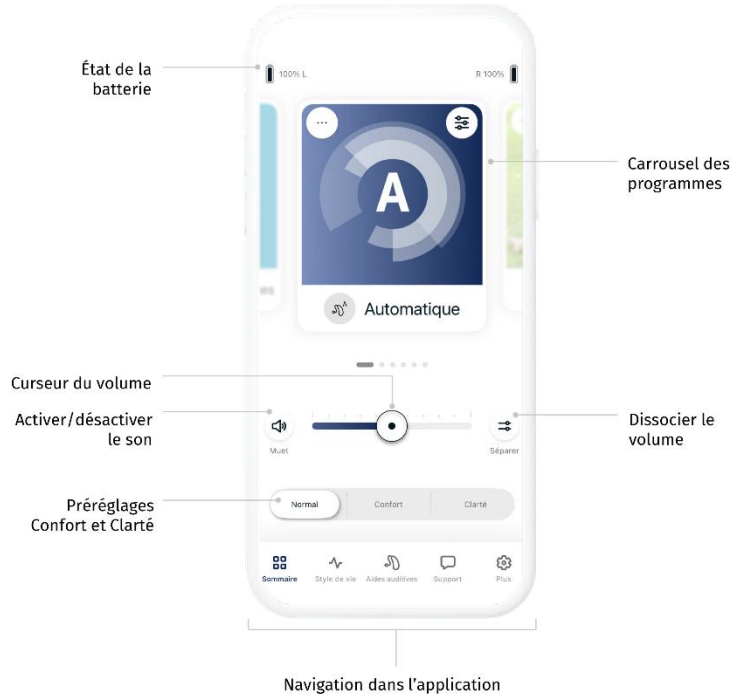 État de la
batterie
100% L
R 100%
Carrousel des
programmes
A
Automatique
Curseur du volume
Activer/désactiver
le son
Muet
Dissocier le
volume
Séparer
Préréglages
Confort et Clarté
Normal
Confort
Clarté
Sommaire
Style de vie
Aides auditives
Support
Plus
Navigation dans l'application